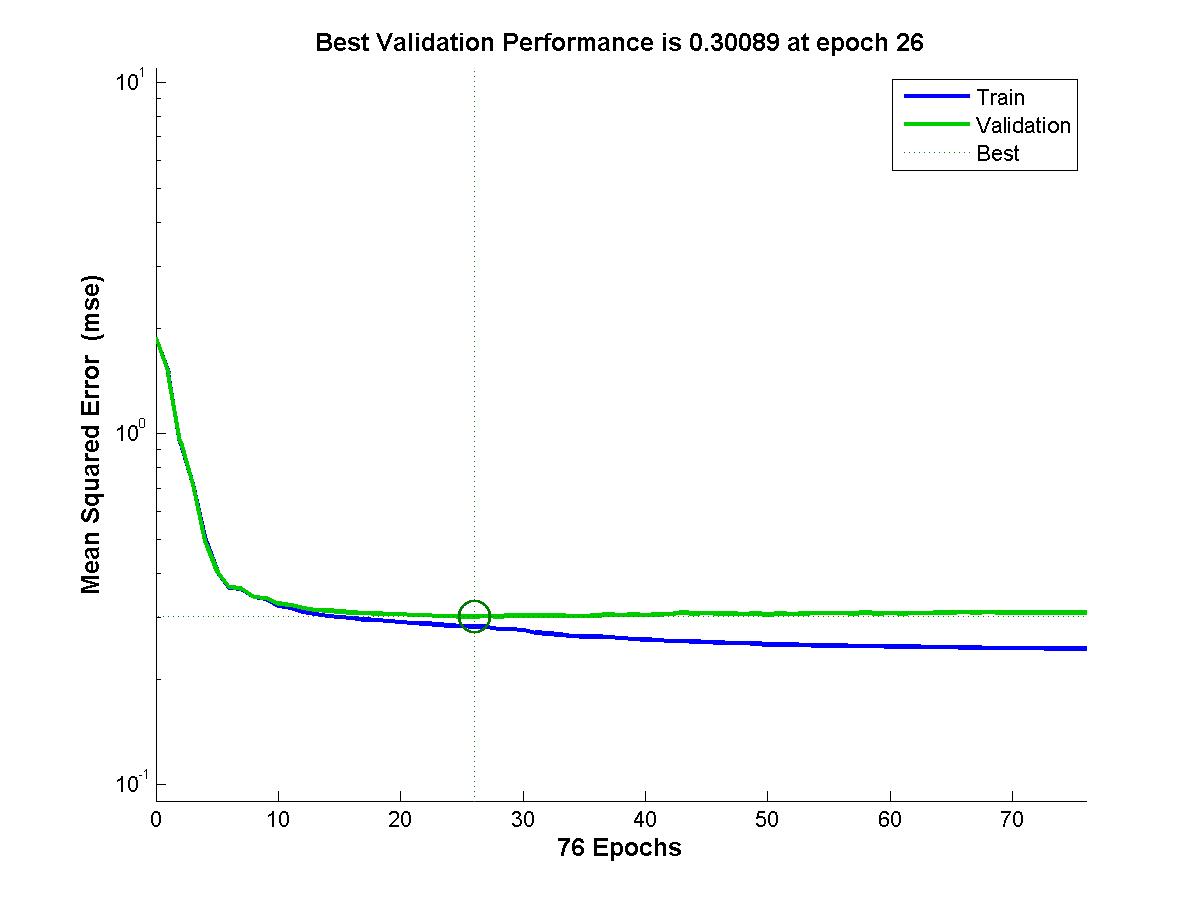 Best Validation Performance is 0.30089 at epoch 26
Train
Validation
Best
Mean Squared Error (mse)
10^1
10^0
10^-1
0 10 20 30 40 50 60 70
76 Epochs